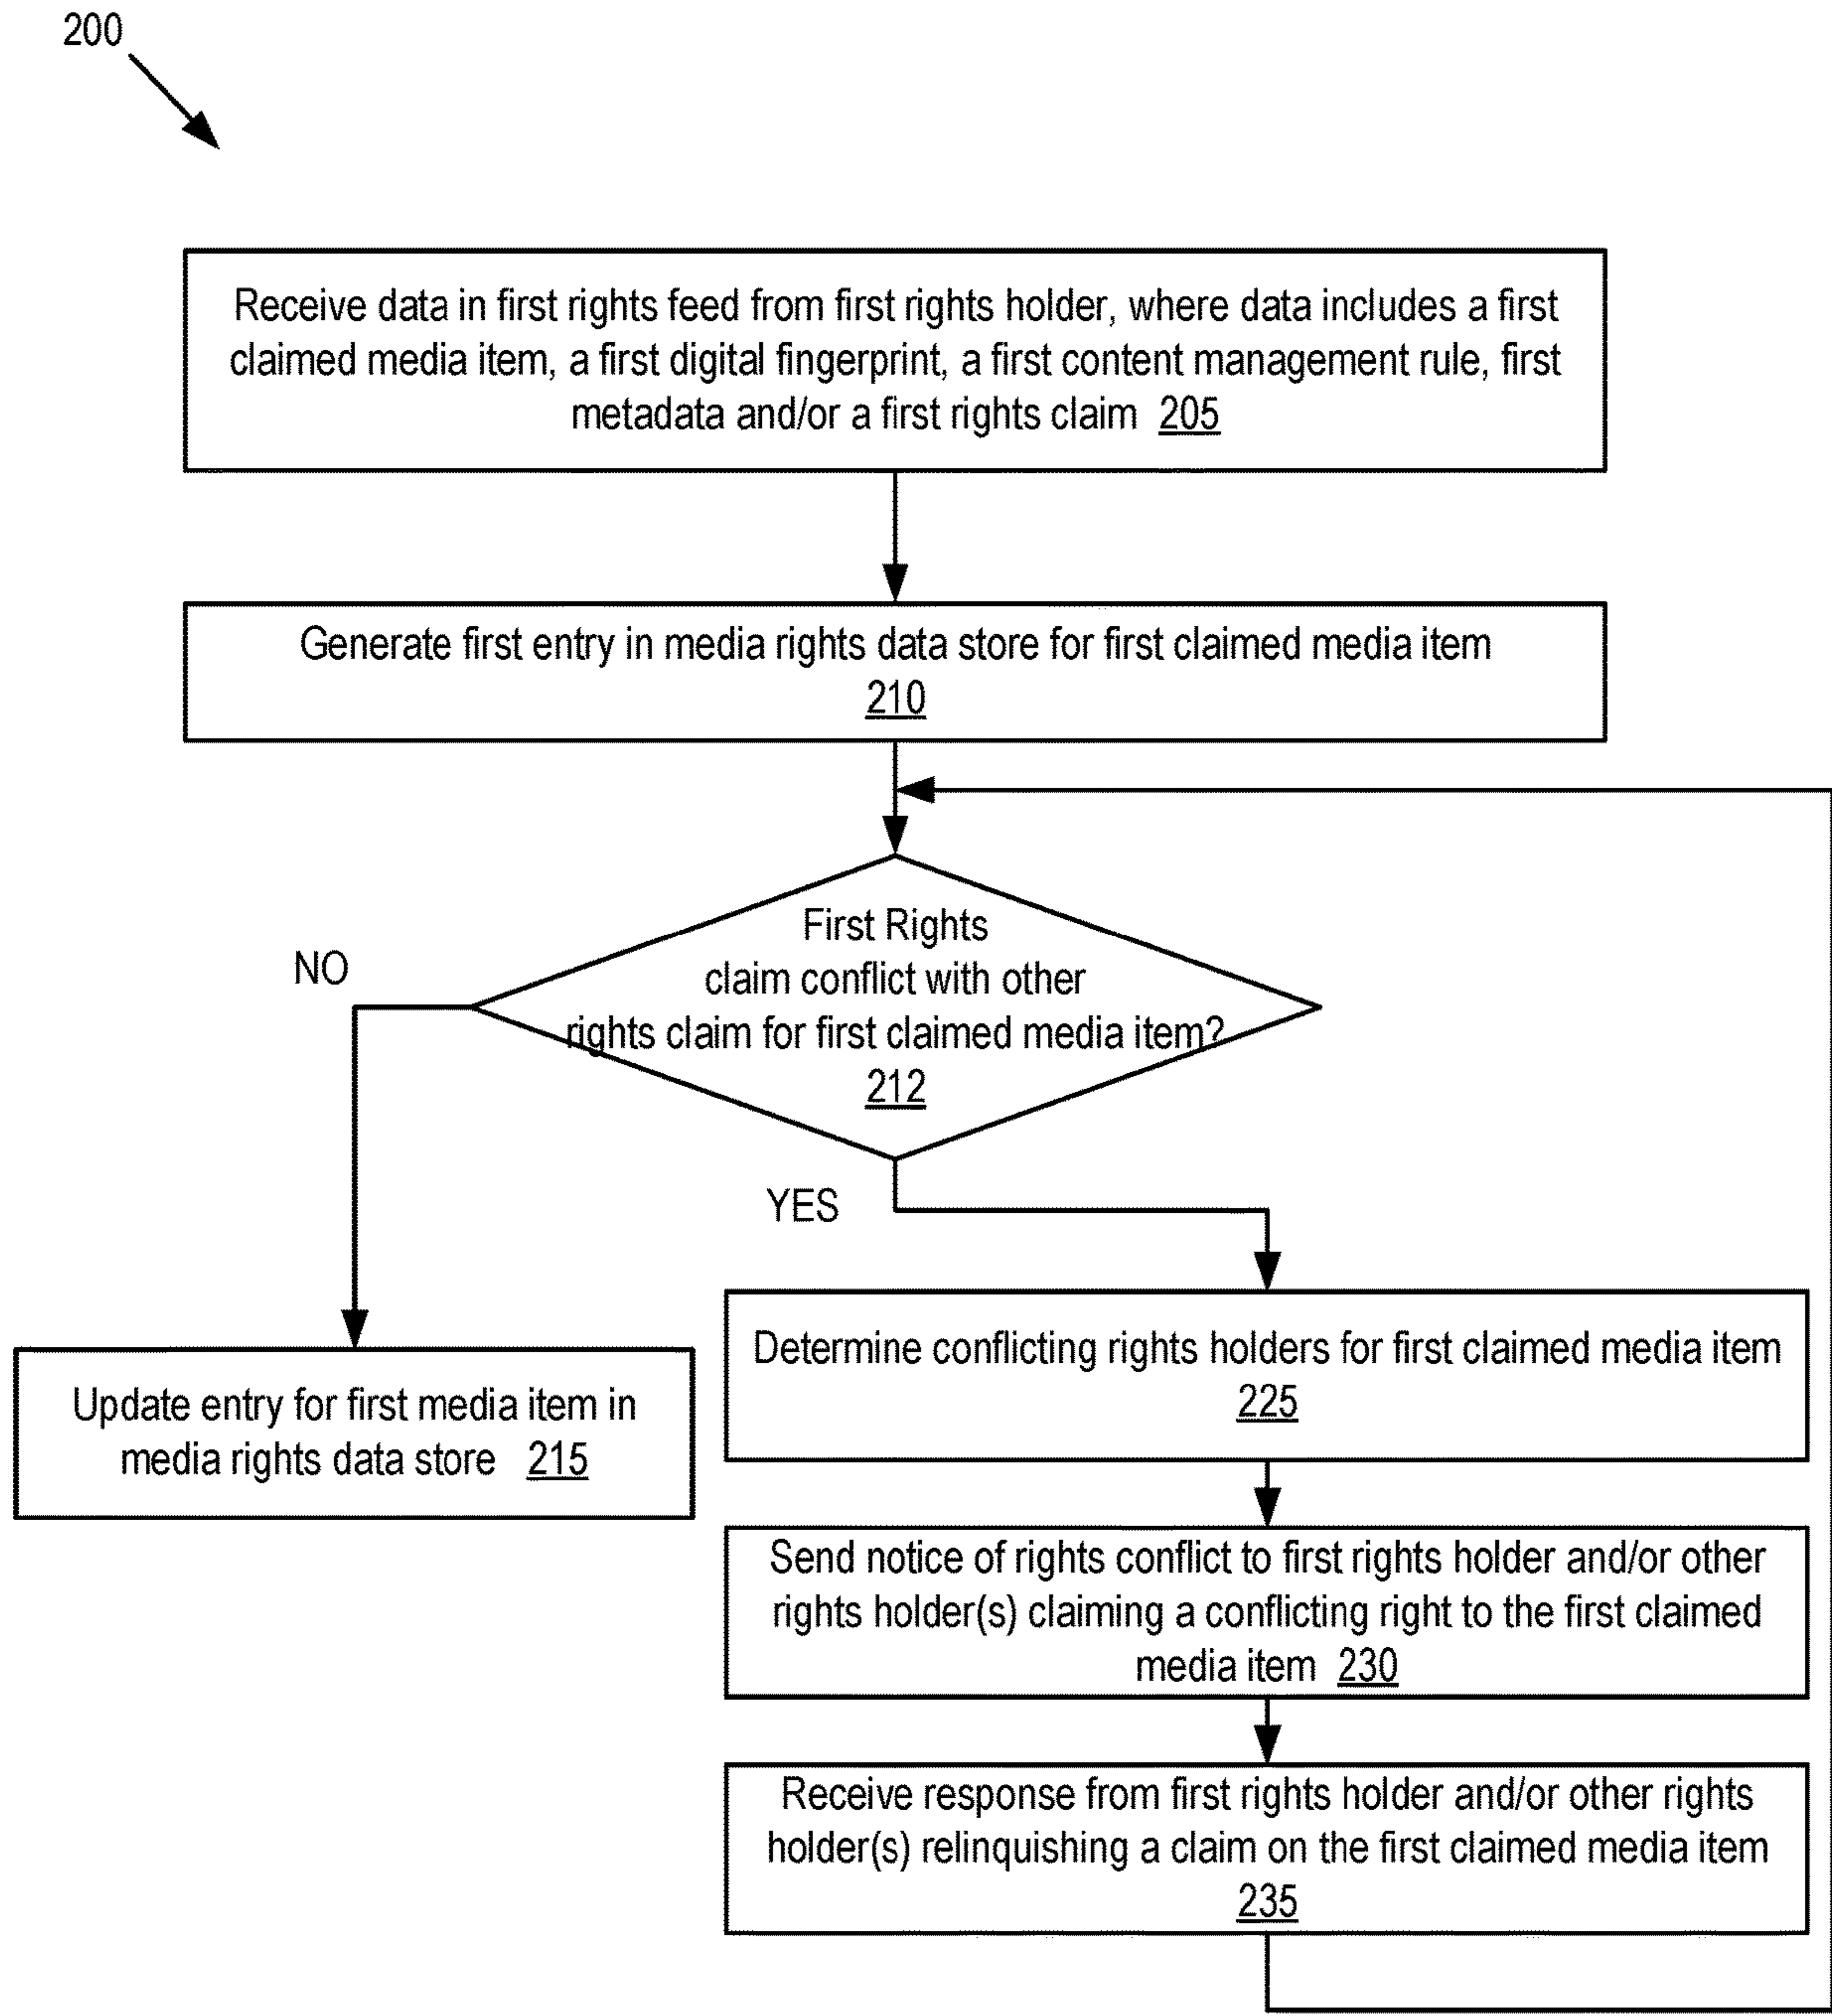 200
Receive data in first rights feed from first rights holder, where data includes a first
claimed media item, a first digital fingerprint, a first content management rule, first
metadata and/or a first rights claim 205
Generate first entry in media rights data store for first claimed media item
210
First Rights
claim conflict with other
rights claim for first claimed media item?
212
NO
YES
Update entry for first media item in
media rights data store 215
Determine conflicting rights holders for first claimed media item
225
Send notice of rights conflict to first rights holder and/or other
rights holder(s) claiming a conflicting right to the first claimed
media item 230
Receive response from first rights holder and/or other rights
holder(s) relinquishing a claim on the first claimed media item
235